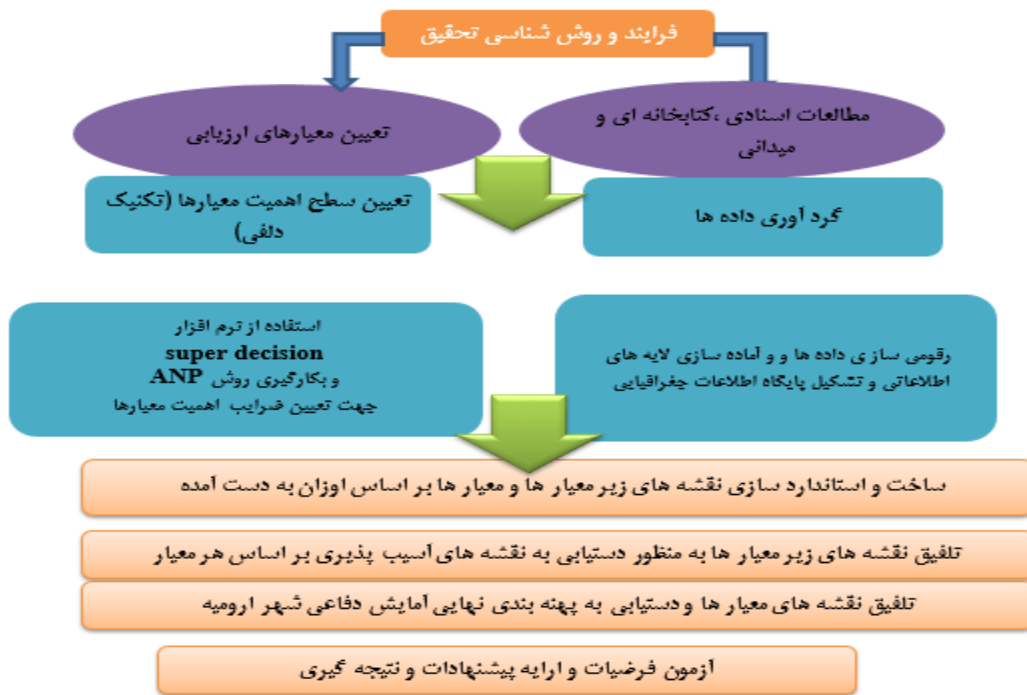 فرایند و روش شناسی تحقیق
مطالعات اسنادی ،کتابخانه ای و
میدانی
تعیین معیارهای ارزیابی
گرد آوری داده ها
تعیین سطح اهمیت معیارها (تکنیک
دلفی)
رقومی سازی داده ها و و آماده سازی لایه های
اطلاعاتی و تشکیل پایگاه اطلاعات جغرافیایی
استفاده از نرم افزار
super decision
و بکارگیری روش ANP
جهت تعیین ضرایب اهمیت معیارها
ساخت و استاندارد سازی نقشه های زیر معیار ها و معیار ها بر اساس اوزان به دست آمده
تلفیق نقشه های زیر معیار ها به منظور دستیابی به نقشه های آسیب پذیری بر اساس هر معیار
تلفیق نقشه های معیار ها و دستیابی به پهنه بندی نهایی آمایش دفاعی شهر ارومیه
آزمون فرضیات و ارایه پیشنهادات و نتیجه گیری